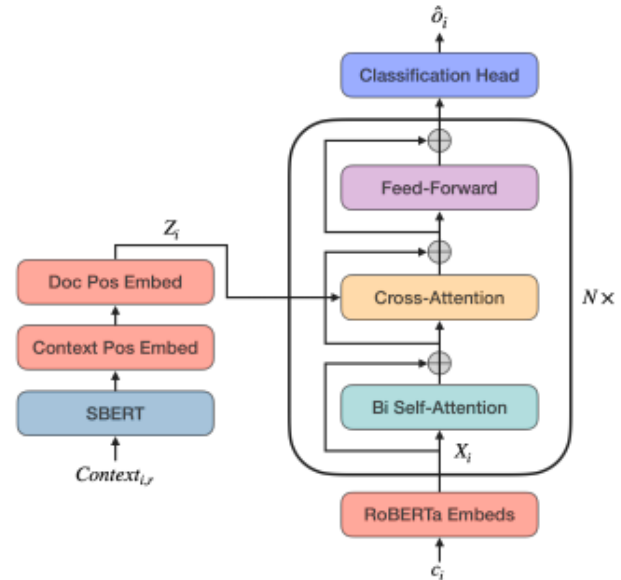 ô_i
Classification Head
Feed-Forward
Z_i
Doc Pos Embed
Cross-Attention
N ×
Context Pos Embed
SBERT
Bi Self-Attention
Context_{i,r}
X_i
RoBERTa Embeds
c_i